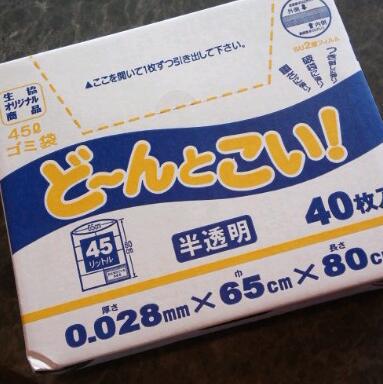 ▲ここを開いて1枚ずつ引き出して下さい。
生協
オリジナル
商品
45ℓ
ゴミ袋
ど〜んとこい!
40枚入
半透明
65cm
80cm
45
リットル
厚さ 巾 長さ
0.028mm×65cm×80cm